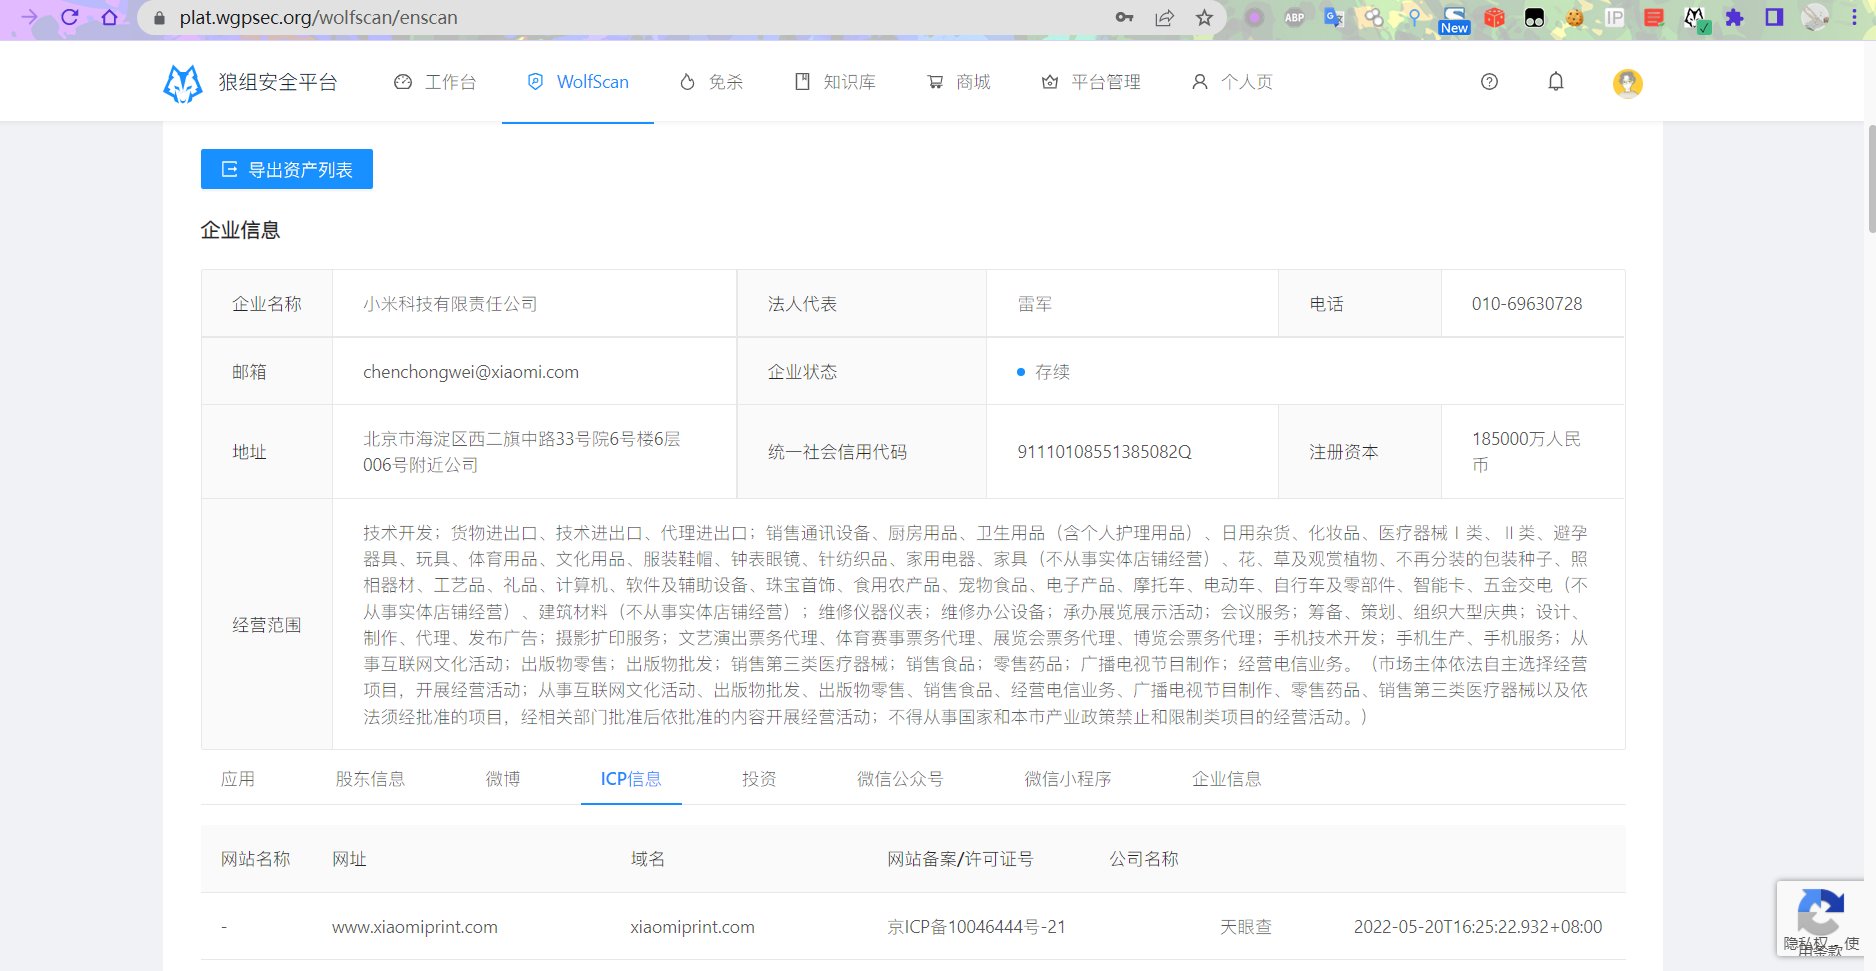 plat.wgpsec.org/wolfscan/enscan
ABP
New
IP
狼组安全平台
工作台
WolfScan
免杀
知识库
商城
平台管理
个人页
导出资产列表
企业信息
企业名称
小米科技有限责任公司
法人代表
雷军
电话
010-69630728
邮箱
chenchongwei@xiaomi.com
企业状态
存续
地址
北京市海淀区西二旗中路33号院6号楼6层
006号附近公司
统一社会信用代码
91110108551385082Q
注册资本
185000万人民
币
经营范围
技术开发；货物进出口、技术进出口、代理进出口；销售通讯设备、厨房用品、卫生用品（含个人护理用品）、日用杂货、化妆品、医疗器械Ⅰ类、Ⅱ类、避孕
器具、玩具、体育用品、文化用品、服装鞋帽、钟表眼镜、针纺织品、家用电器、家具（不从事实体店铺经营）、花、草及观赏植物、不再分装的包装种子、照
相器材、工艺品、礼品、计算机、软件及辅助设备、珠宝首饰、食用农产品、宠物食品、电子产品、摩托车、电动车、自行车及零部件、智能卡、五金交电（不
从事实体店铺经营）、建筑材料（不从事实体店铺经营）；维修仪器仪表；维修办公设备；承办展览展示活动；会议服务；筹备、策划、组织大型庆典；设计、
制作、代理、发布广告；摄影扩印服务；文艺演出票务代理、体育赛事票务代理、展览会票务代理、博览会票务代理；手机技术开发；手机生产、手机服务；从
事互联网文化活动；出版物零售；出版物批发；销售第三类医疗器械；销售食品；零售药品；广播电视节目制作；经营电信业务。（市场主体依法自主选择经营
项目，开展经营活动；从事互联网文化活动、出版物批发、出版物零售、销售食品、经营电信业务、广播电视节目制作、零售药品、销售第三类医疗器械以及依
法须经批准的项目，经相关部门批准后依批准的内容开展经营活动；不得从事国家和本市产业政策禁止和限制类项目的经营活动。）
应用
股东信息
微博
ICP信息
投资
微信公众号
微信小程序
企业信息
网站名称
网址
域名
网站备案/许可证号
公司名称
-
www.xiaomiprint.com
xiaomiprint.com
京ICP备10046444号-21
天眼查
2022-05-20T16:25:22.932+08:00
隐私权 - 使
用条款